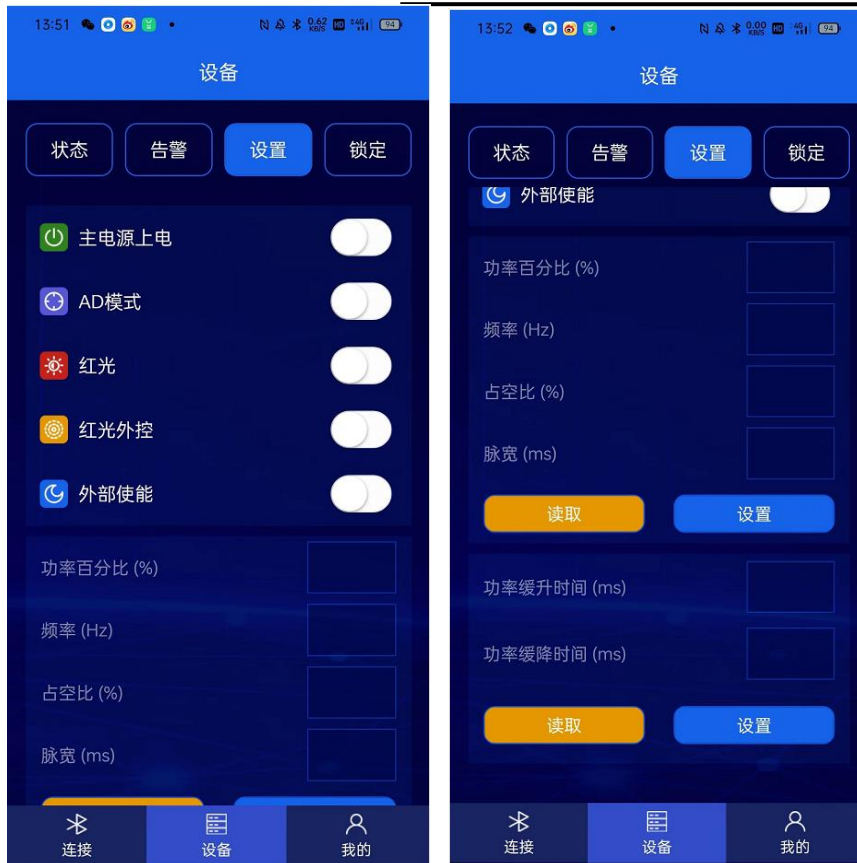 13:51
0.62 KB/S HD 4G 94
设备
状态 告警 设置 锁定
主电源上电
AD模式
红光
红光外控
外部使能
功率百分比 (%)
频率 (Hz)
占空比 (%)
脉宽 (ms)
连接 设备 我的
13:52
0.00 KB/S HD 4G 94
设备
状态 告警 设置 锁定
外部使能
功率百分比 (%)
频率 (Hz)
占空比 (%)
脉宽 (ms)
读取 设置
功率缓升时间 (ms)
功率缓降时间 (ms)
读取 设置
连接 设备 我的